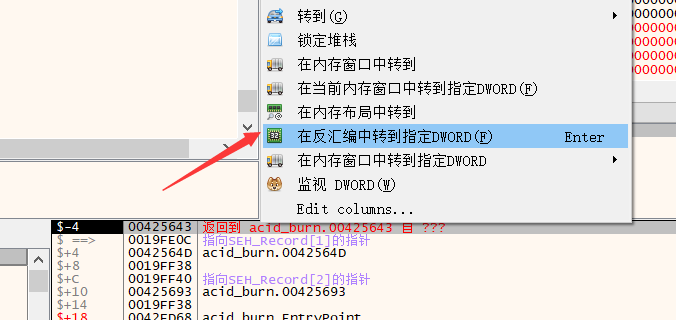 转到(G)
锁定堆栈
在内存窗口中转到
在当前内存窗口中转到指定DWORD(F)
在内存布局中转到
在反汇编中转到指定DWORD(F) Enter
在内存窗口中转到指定DWORD
监视 DWORD(W)
Edit columns...
$-4 00425643 返回到 acid_burn.00425643 自 ???
$ ==> 0019FE0C 指向SEH_Record[1]的指针
$+4 0042564D acid_burn.0042564D
$+8 0019FF38
$+C 0019FF40 指向SEH_Record[2]的指针
$+10 00425693 acid_burn.00425693
$+14 0019FF38
$+18 0042FD68 acid_burn.EntryPoint